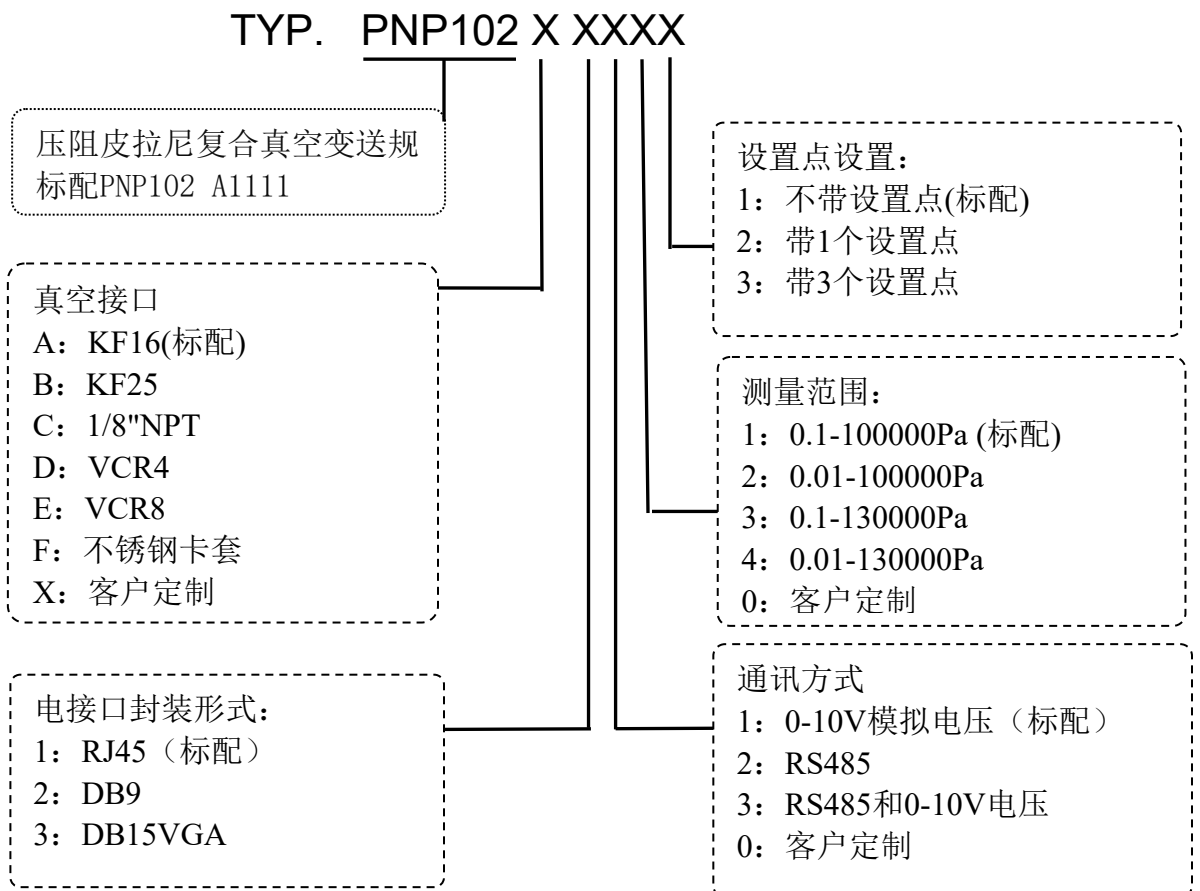 TYP. PNP102 X XXXX
压阻皮拉尼复合真空变送规
标配PNP102 A1111
真空接口
A：KF16(标配)
B：KF25
C：1/8"NPT
D：VCR4
E：VCR8
F：不锈钢卡套
X：客户定制
电接口封装形式：
1：RJ45（标配）
2：DB9
3：DB15VGA
设置点设置：
1：不带设置点(标配)
2：带1个设置点
3：带3个设置点
测量范围：
1：0.1-100000Pa (标配)
2：0.01-100000Pa
3：0.1-130000Pa
4：0.01-130000Pa
0：客户定制
通讯方式
1：0-10V模拟电压（标配）
2：RS485
3：RS485和0-10V电压
0：客户定制